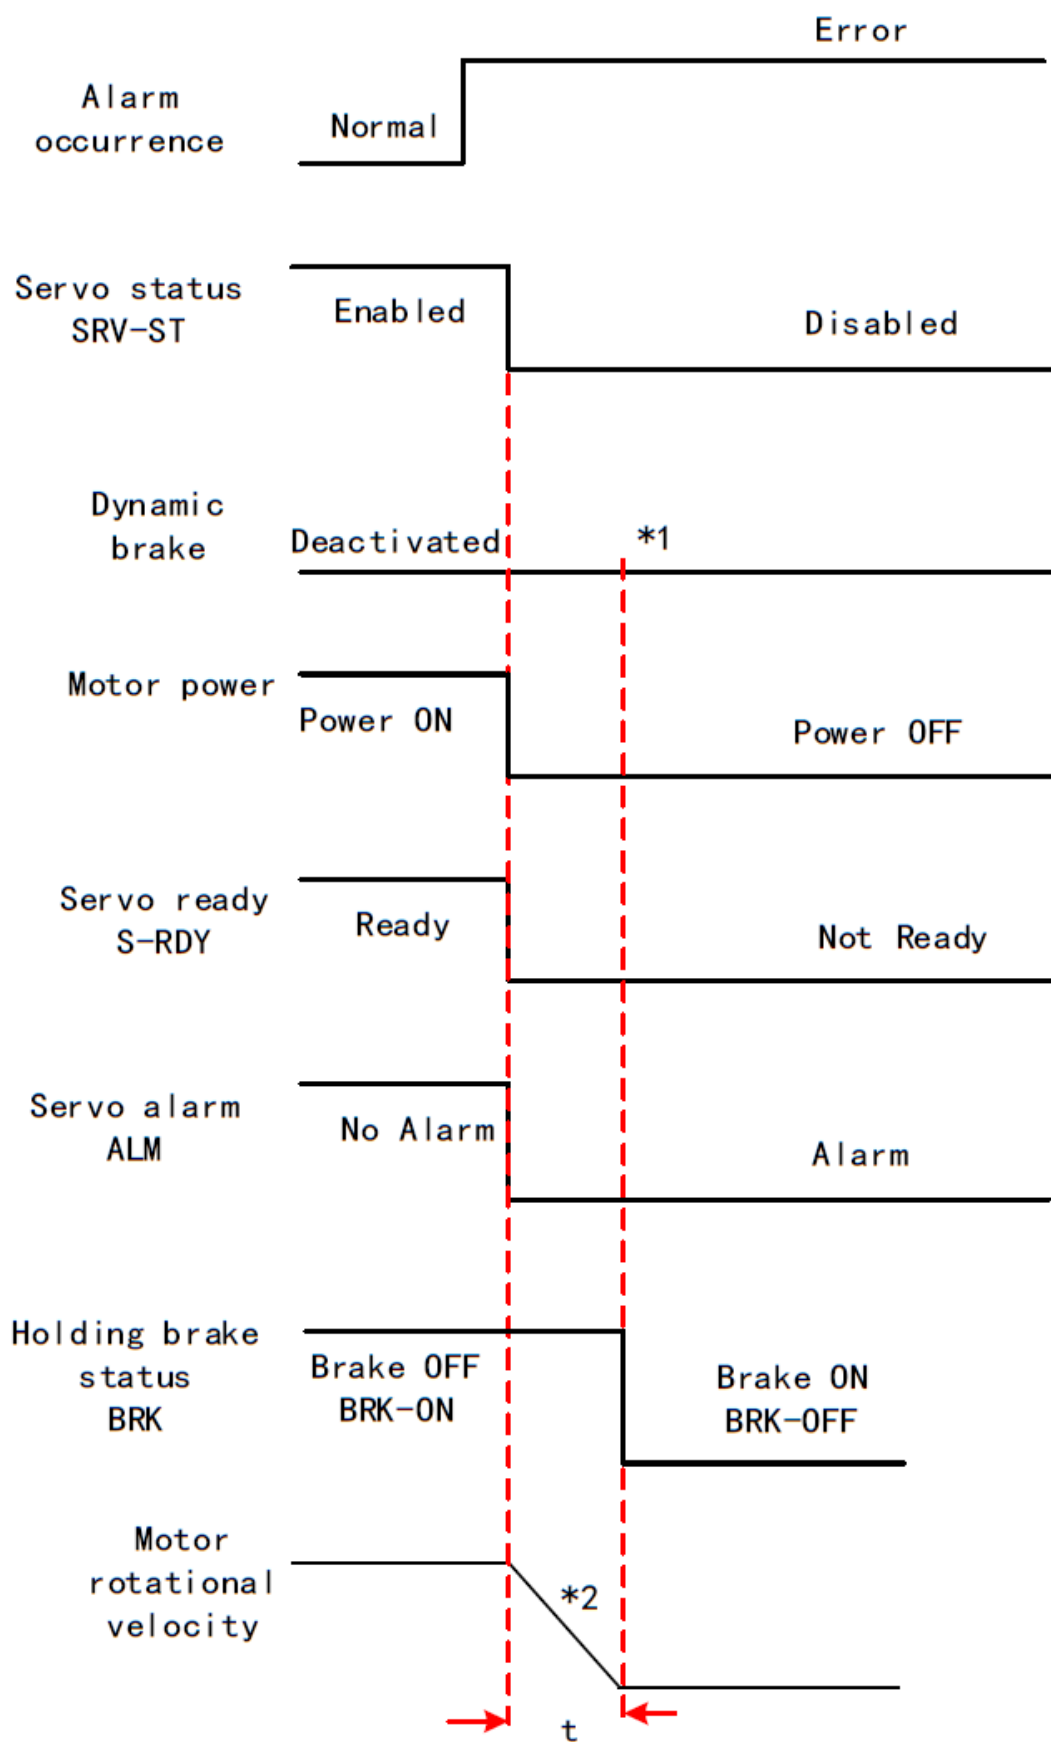 Error
Alarm
occurrence
Normal
Servo status
SRV-ST
Enabled
Disabled
Dynamic
brake
Deactivated
*1
Motor power
Power ON
Power OFF
Servo ready
S-RDY
Ready
Not Ready
Servo alarm
ALM
No Alarm
Alarm
Holding brake
status
BRK
Brake OFF
BRK-ON
Brake ON
BRK-OFF
Motor
rotational
velocity
*2
t